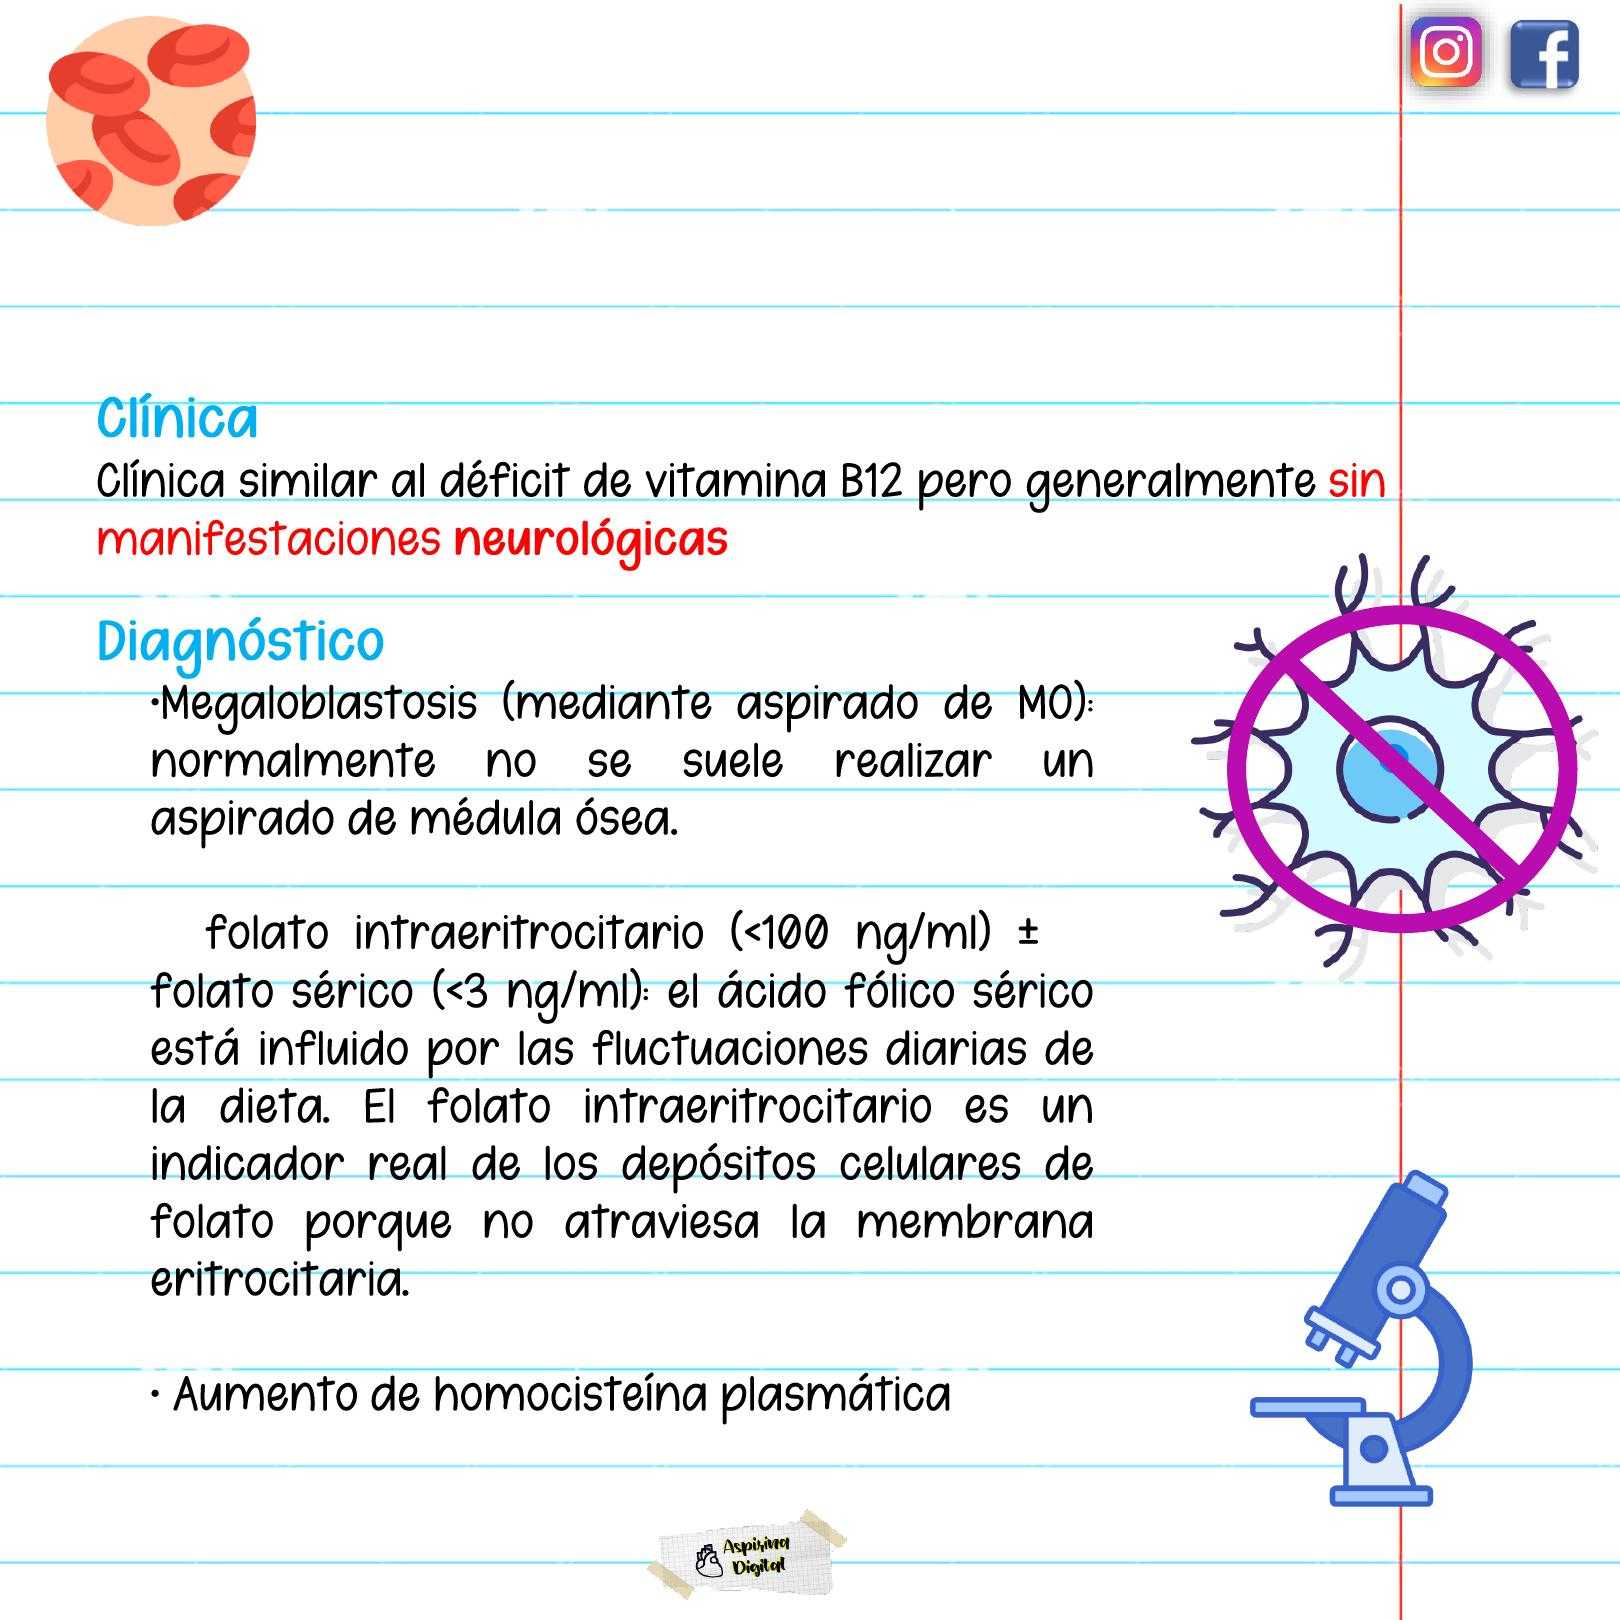 Clínica
Clínica similar al déficit de vitamina B12 pero generalmente sin
manifestaciones neurológicas
Diagnóstico
•Megaloblastosis (mediante aspirado de MO):
normalmente no se suele realizar un
aspirado de médula ósea.
folato intraeritrocitario (<100 ng/ml) ±
folato sérico (<3 ng/ml): el ácido fólico sérico
está influido por las fluctuaciones diarias de
la dieta. El folato intraeritrocitario es un
indicador real de los depósitos celulares de
folato porque no atraviesa la membrana
eritrocitaria.
• Aumento de homocisteína plasmática
Aspirina
Digital